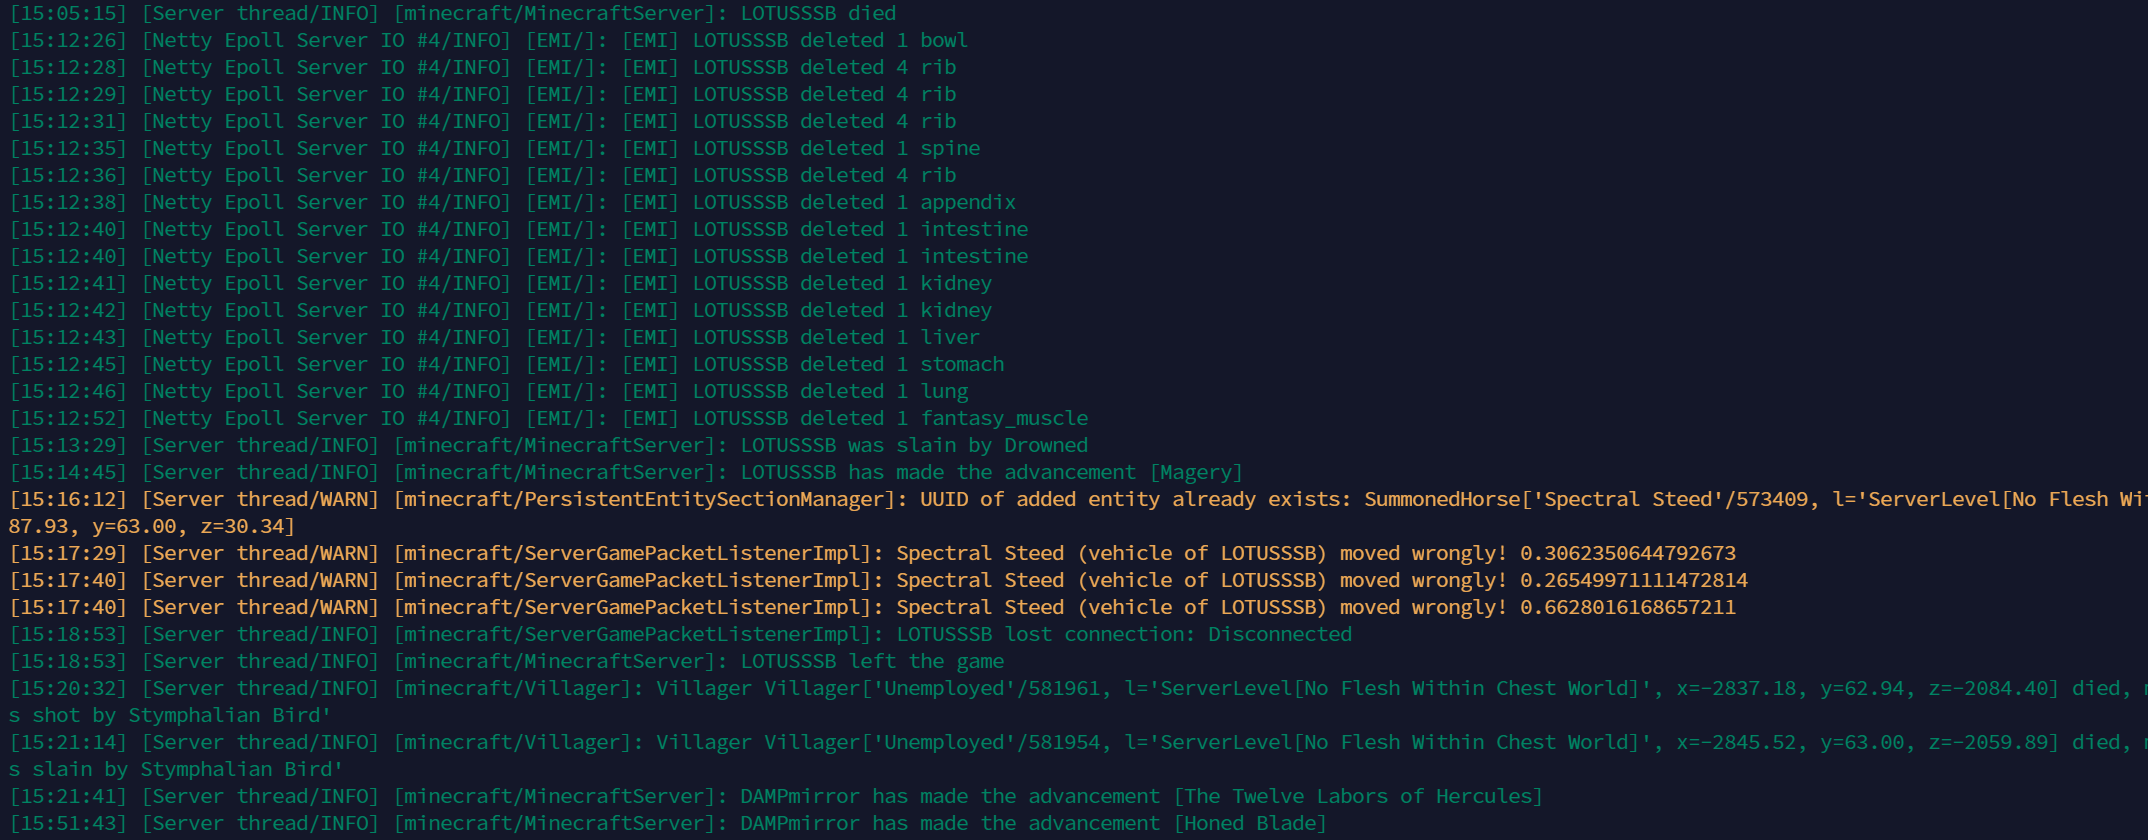 [15:05:15] [Server thread/INFO] [minecraft/MinecraftServer]: LOTUSSSB died
[15:12:26] [Netty Epoll Server IO #4/INFO] [EMI/]: [EMI] LOTUSSSB deleted 1 bowl
[15:12:28] [Netty Epoll Server IO #4/INFO] [EMI/]: [EMI] LOTUSSSB deleted 4 rib
[15:12:29] [Netty Epoll Server IO #4/INFO] [EMI/]: [EMI] LOTUSSSB deleted 4 rib
[15:12:31] [Netty Epoll Server IO #4/INFO] [EMI/]: [EMI] LOTUSSSB deleted 4 rib
[15:12:35] [Netty Epoll Server IO #4/INFO] [EMI/]: [EMI] LOTUSSSB deleted 1 spine
[15:12:36] [Netty Epoll Server IO #4/INFO] [EMI/]: [EMI] LOTUSSSB deleted 4 rib
[15:12:38] [Netty Epoll Server IO #4/INFO] [EMI/]: [EMI] LOTUSSSB deleted 1 appendix
[15:12:40] [Netty Epoll Server IO #4/INFO] [EMI/]: [EMI] LOTUSSSB deleted 1 intestine
[15:12:40] [Netty Epoll Server IO #4/INFO] [EMI/]: [EMI] LOTUSSSB deleted 1 intestine
[15:12:41] [Netty Epoll Server IO #4/INFO] [EMI/]: [EMI] LOTUSSSB deleted 1 kidney
[15:12:42] [Netty Epoll Server IO #4/INFO] [EMI/]: [EMI] LOTUSSSB deleted 1 kidney
[15:12:43] [Netty Epoll Server IO #4/INFO] [EMI/]: [EMI] LOTUSSSB deleted 1 liver
[15:12:45] [Netty Epoll Server IO #4/INFO] [EMI/]: [EMI] LOTUSSSB deleted 1 stomach
[15:12:46] [Netty Epoll Server IO #4/INFO] [EMI/]: [EMI] LOTUSSSB deleted 1 lung
[15:12:52] [Netty Epoll Server IO #4/INFO] [EMI/]: [EMI] LOTUSSSB deleted 1 fantasy_muscle
[15:13:29] [Server thread/INFO] [minecraft/MinecraftServer]: LOTUSSSB was slain by Drowned
[15:14:45] [Server thread/INFO] [minecraft/MinecraftServer]: LOTUSSSB has made the advancement [Magery]
[15:16:12] [Server thread/WARN] [minecraft/PersistentEntitySectionManager]: UUID of added entity already exists: SummonedHorse['Spectral Steed'/573409, l='ServerLevel[No Flesh Wi
87.93, y=63.00, z=30.34]
[15:17:29] [Server thread/WARN] [minecraft/ServerGamePacketListenerImpl]: Spectral Steed (vehicle of LOTUSSSB) moved wrongly! 0.3062350644792673
[15:17:40] [Server thread/WARN] [minecraft/ServerGamePacketListenerImpl]: Spectral Steed (vehicle of LOTUSSSB) moved wrongly! 0.26549971111472814
[15:17:40] [Server thread/WARN] [minecraft/ServerGamePacketListenerImpl]: Spectral Steed (vehicle of LOTUSSSB) moved wrongly! 0.6628016168657211
[15:18:53] [Server thread/INFO] [minecraft/ServerGamePacketListenerImpl]: LOTUSSSB lost connection: Disconnected
[15:18:53] [Server thread/INFO] [minecraft/MinecraftServer]: LOTUSSSB left the game
[15:20:32] [Server thread/INFO] [minecraft/Villager]: Villager Villager['Unemployed'/581961, l='ServerLevel[No Flesh Within Chest World]', x=-2837.18, y=62.94, z=-2084.40] died,
s shot by Stymphalian Bird'
[15:21:14] [Server thread/INFO] [minecraft/Villager]: Villager Villager['Unemployed'/581954, l='ServerLevel[No Flesh Within Chest World]', x=-2845.52, y=63.00, z=-2059.89] died,
s slain by Stymphalian Bird'
[15:21:41] [Server thread/INFO] [minecraft/MinecraftServer]: DAMPmirror has made the advancement [The Twelve Labors of Hercules]
[15:51:43] [Server thread/INFO] [minecraft/MinecraftServer]: DAMPmirror has made the advancement [Honed Blade]